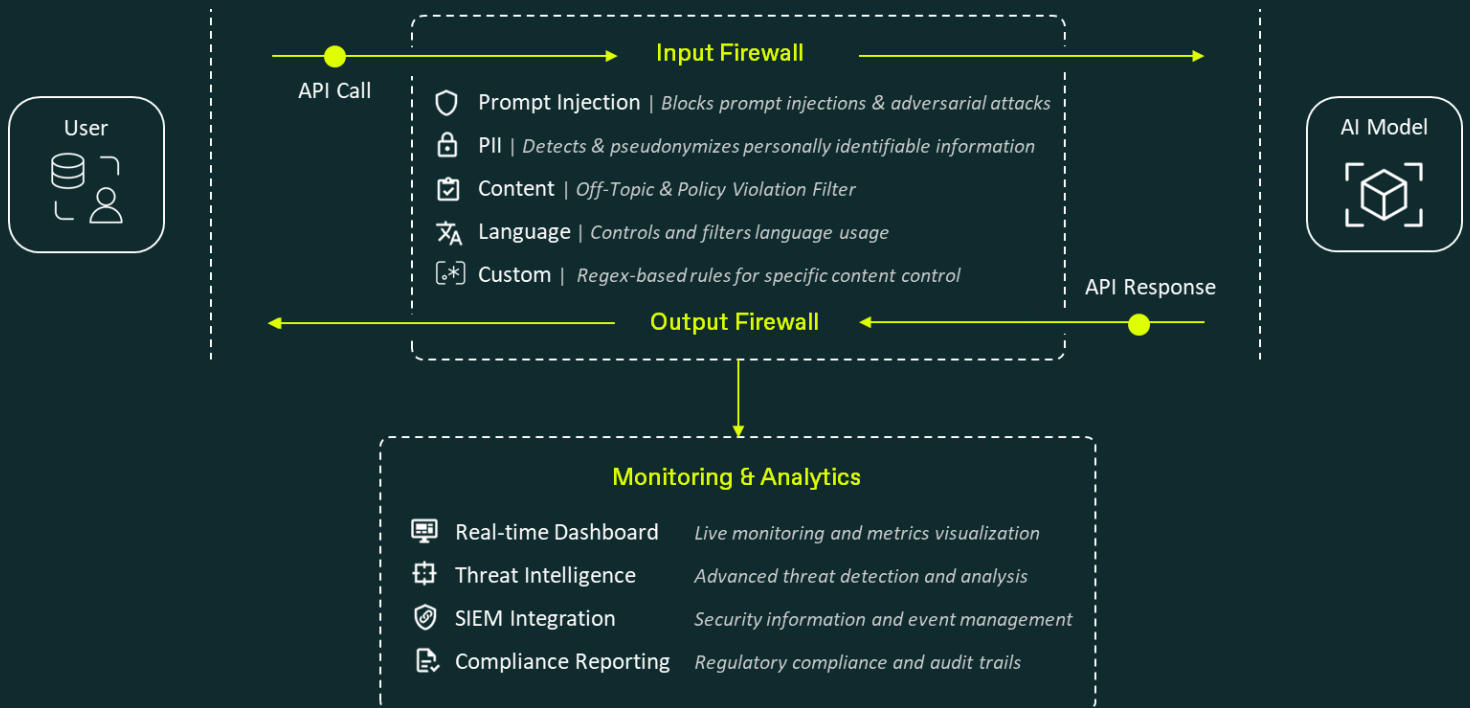 Input Firewall
API Call
User
Prompt Injection | Blocks prompt injections & adversarial attacks
PII | Detects & pseudonymizes personally identifiable information
Content | Off-Topic & Policy Violation Filter
Language | Controls and filters language usage
Custom | Regex-based rules for specific content control
AI Model
API Response
Output Firewall
Monitoring & Analytics
Real-time Dashboard Live monitoring and metrics visualization
Threat Intelligence Advanced threat detection and analysis
SIEM Integration Security information and event management
Compliance Reporting Regulatory compliance and audit trails